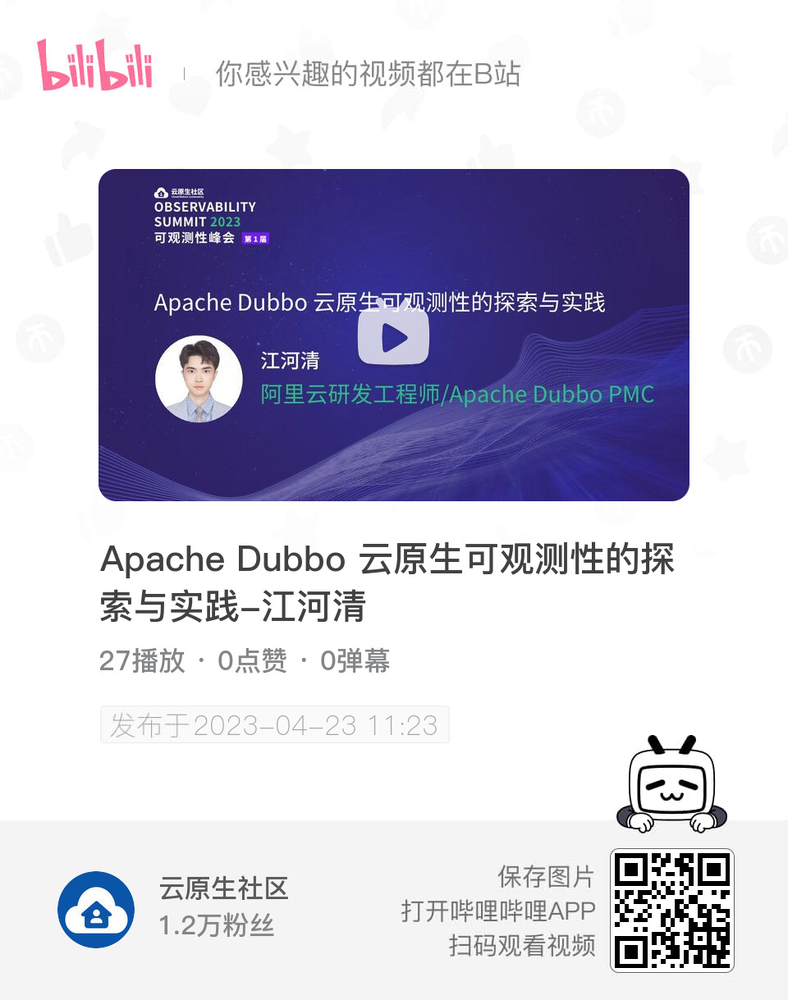 bilibili
你感兴趣的视频都在B站
云原生社区
OBSERVABILITY
SUMMIT 2023
可观测性峰会 第1届
Apache Dubbo 云原生可观测性的探索与实践
江河清
阿里云研发工程师/Apache Dubbo PMC
Apache Dubbo 云原生可观测性的探
索与实践-江河清
27播放 · 0点赞 · 0弹幕
发布于2023-04-23 11:23
云原生社区
1.2万粉丝
保存图片
打开哔哩哔哩APP
扫码观看视频